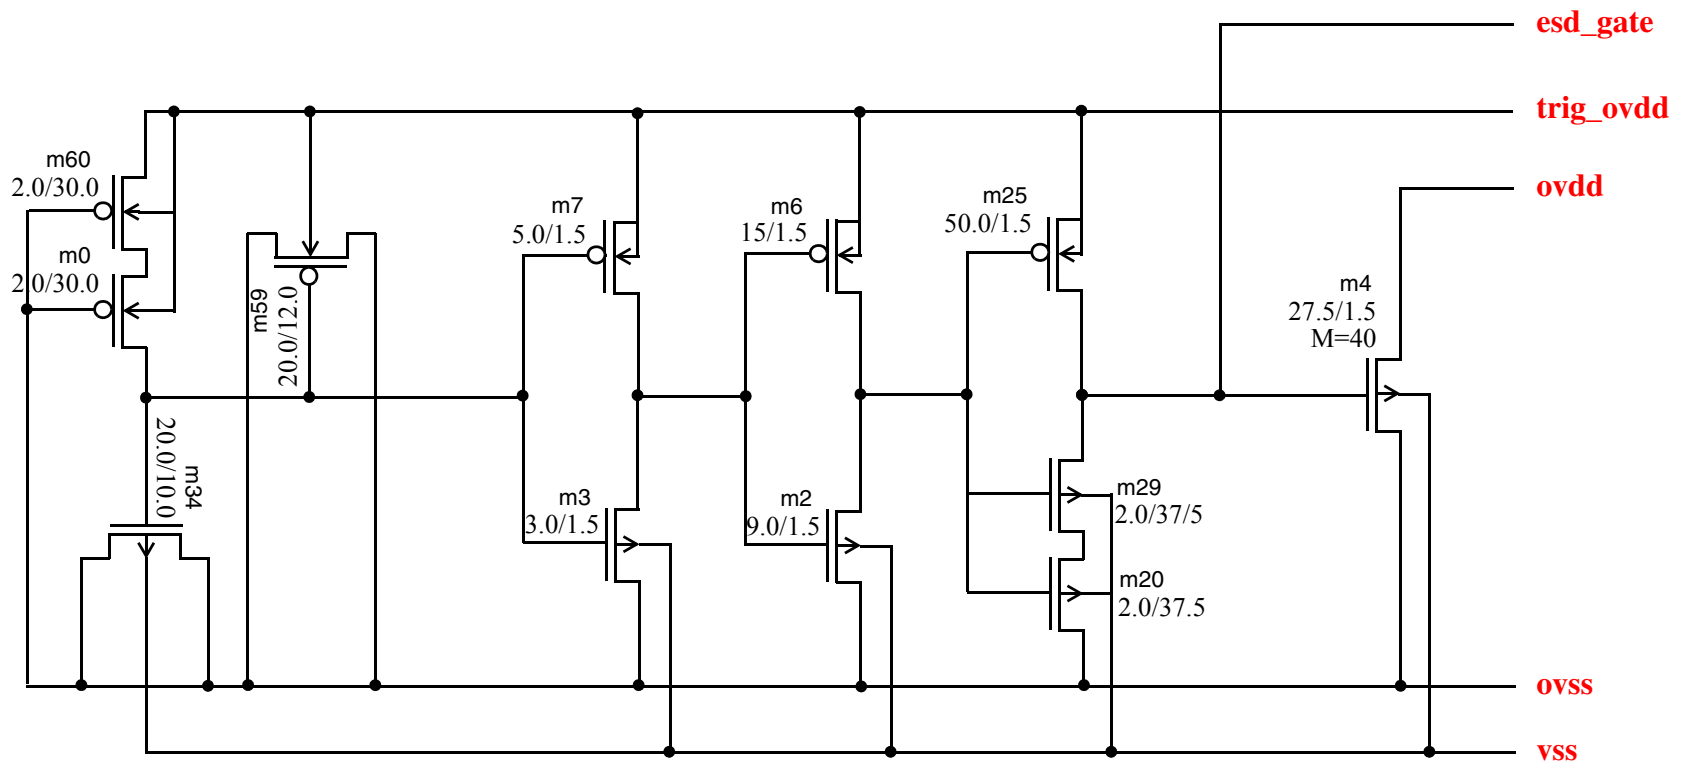 esd_gate
trig_ovdd
m60
2.0/30.0
m0
2.0/30.0
m59
20.0/12.0
m7
5.0/1.5
m6
15/1.5
m25
50.0/1.5
ovdd
m4
27.5/1.5
M=40
m34
20.0/10.0
m3
3.0/1.5
m2
9.0/1.5
m29
2.0/37/5
m20
2.0/37.5
ovss
vss